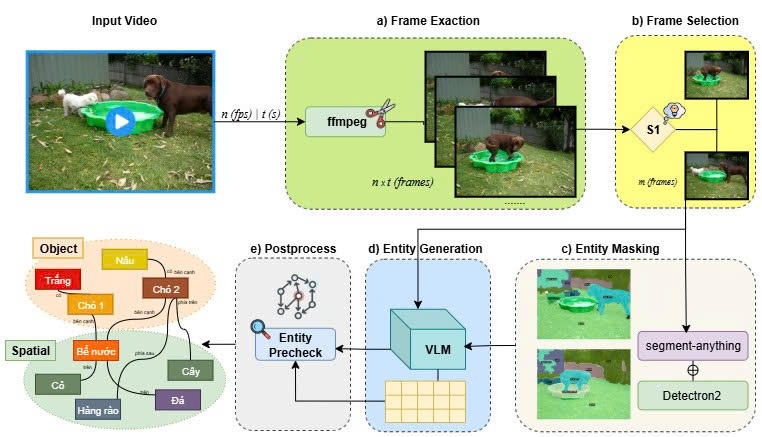 Input Video
a) Frame Exaction
b) Frame Selection
n (fps) | t (s)
ffmpeg
n x t (frames)
.......
S1
m (frames)
e) Postprocess
d) Entity Generation
c) Entity Masking
Object
Nâu
Trắng
có
bên cạnh
Chó 2
có
Chó 1
phía trên
bên cạnh
bên cạnh
Spatial
Bể nước
phía sau
trên
Cỏ
Cây
trên
Hàng rào
Đá
Entity
Precheck
VLM
segment-anything
Detectron2